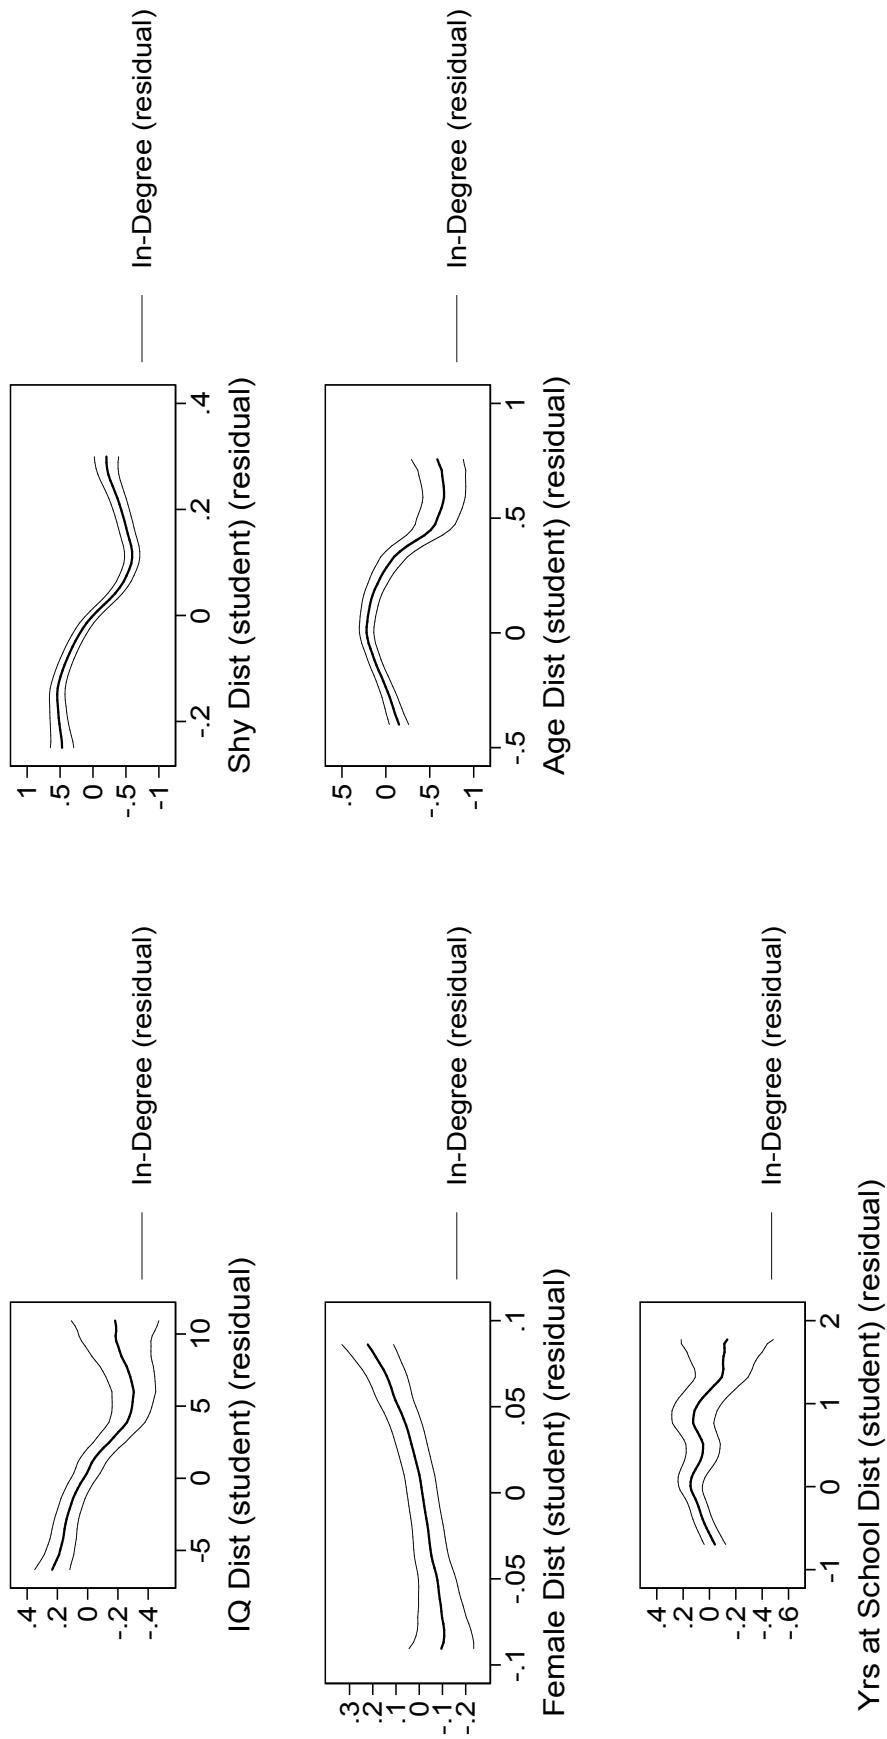 .4
.2
0
-.2
-.4
-5 0 5 10
IQ Dist (student) (residual)
In-Degree (residual)
1
.5
0
-.5
-1
-.2 0 .2 .4
Shy Dist (student) (residual)
In-Degree (residual)
.3
.2
.1
0
-.1
-.2
-.1 -.05 0 .05 .1
Female Dist (student) (residual)
In-Degree (residual)
.5
0
-.5
-1
-.5 0 .5 1
Age Dist (student) (residual)
In-Degree (residual)
.4
.2
0
-.2
-.4
-.6
-1 0 1 2
Yrs at School Dist (student) (residual)
In-Degree (residual)